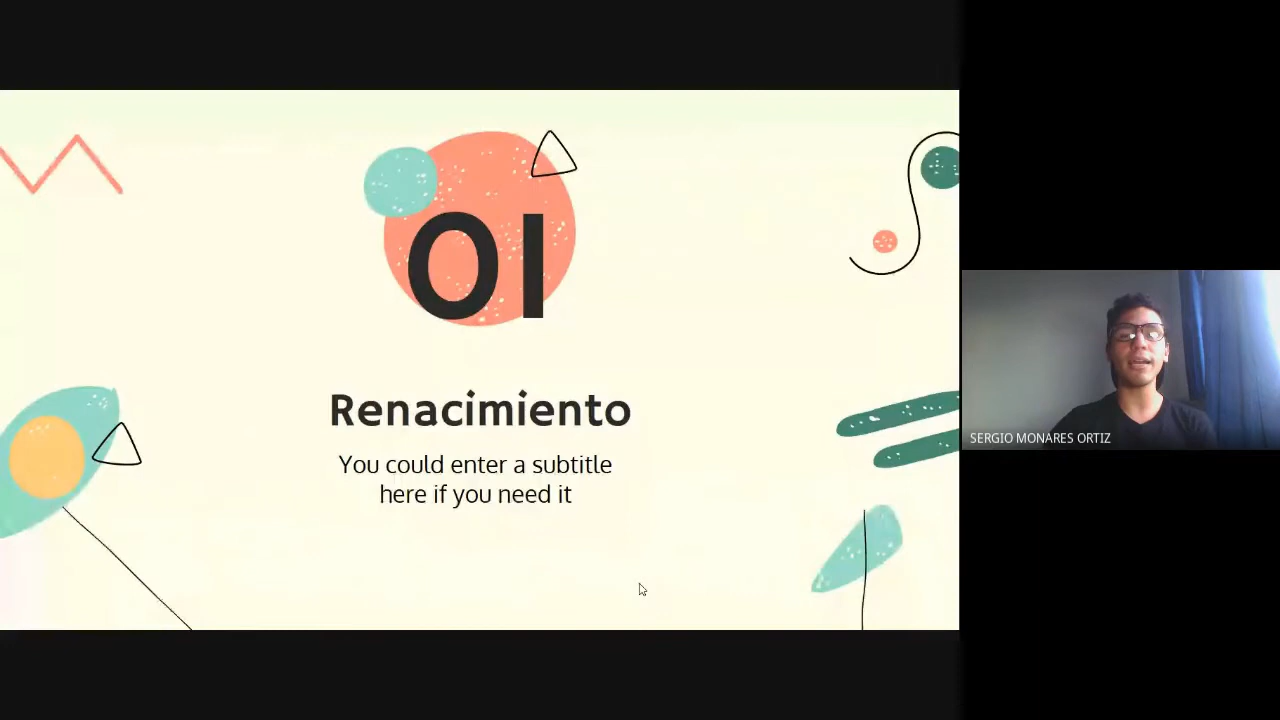 01
Renacimiento
You could enter a subtitle
here if you need it
SERGIO MONARES ORTIZ